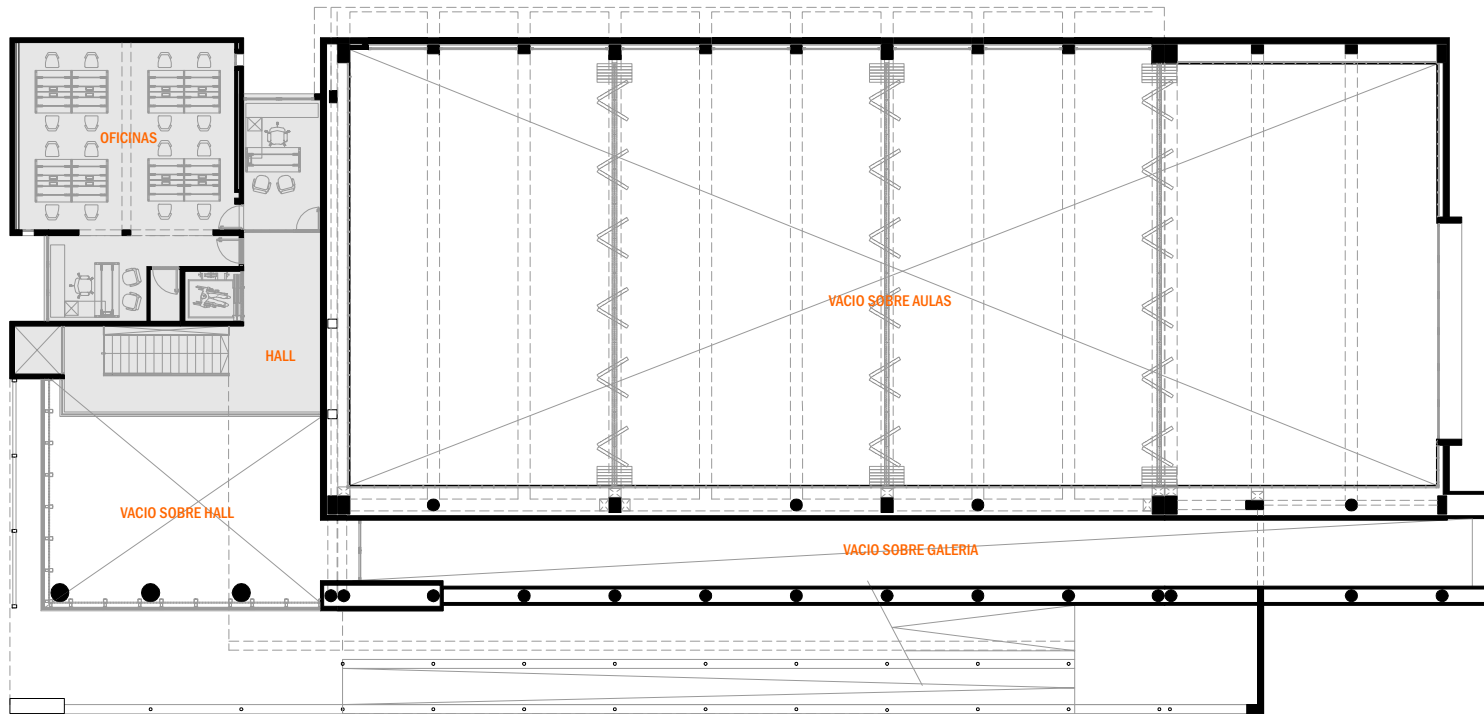 OFICINAS
VACIO SOBRE AULAS
HALL
VACIO SOBRE HALL
VACIO SOBRE GALERIA